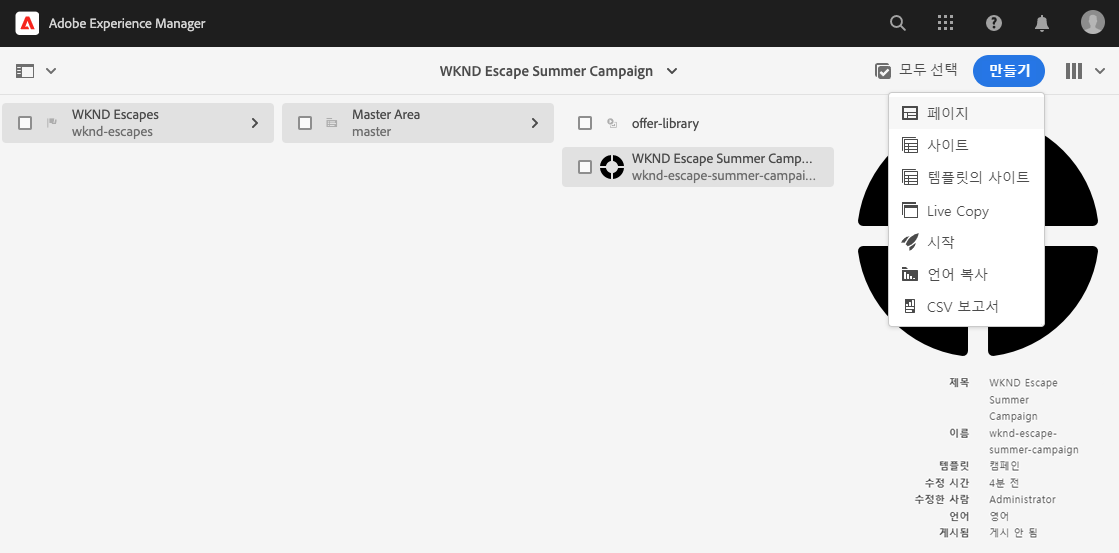 Adobe Experience Manager
WKND Escape Summer Campaign
모두 선택
만들기
WKND Escapes
wknd-escapes
Master Area
master
offer-library
WKND Escape Summer Camp...
wknd-escape-summer-campai...
페이지
사이트
템플릿의 사이트
Live Copy
시작
언어 복사
CSV 보고서
제목 WKND Escape
Summer
Campaign
이름 wknd-escape-
summer-campaign
템플릿 캠페인
수정 시간 4분 전
수정한 사람 Administrator
언어 영어
게시됨 게시 안 됨